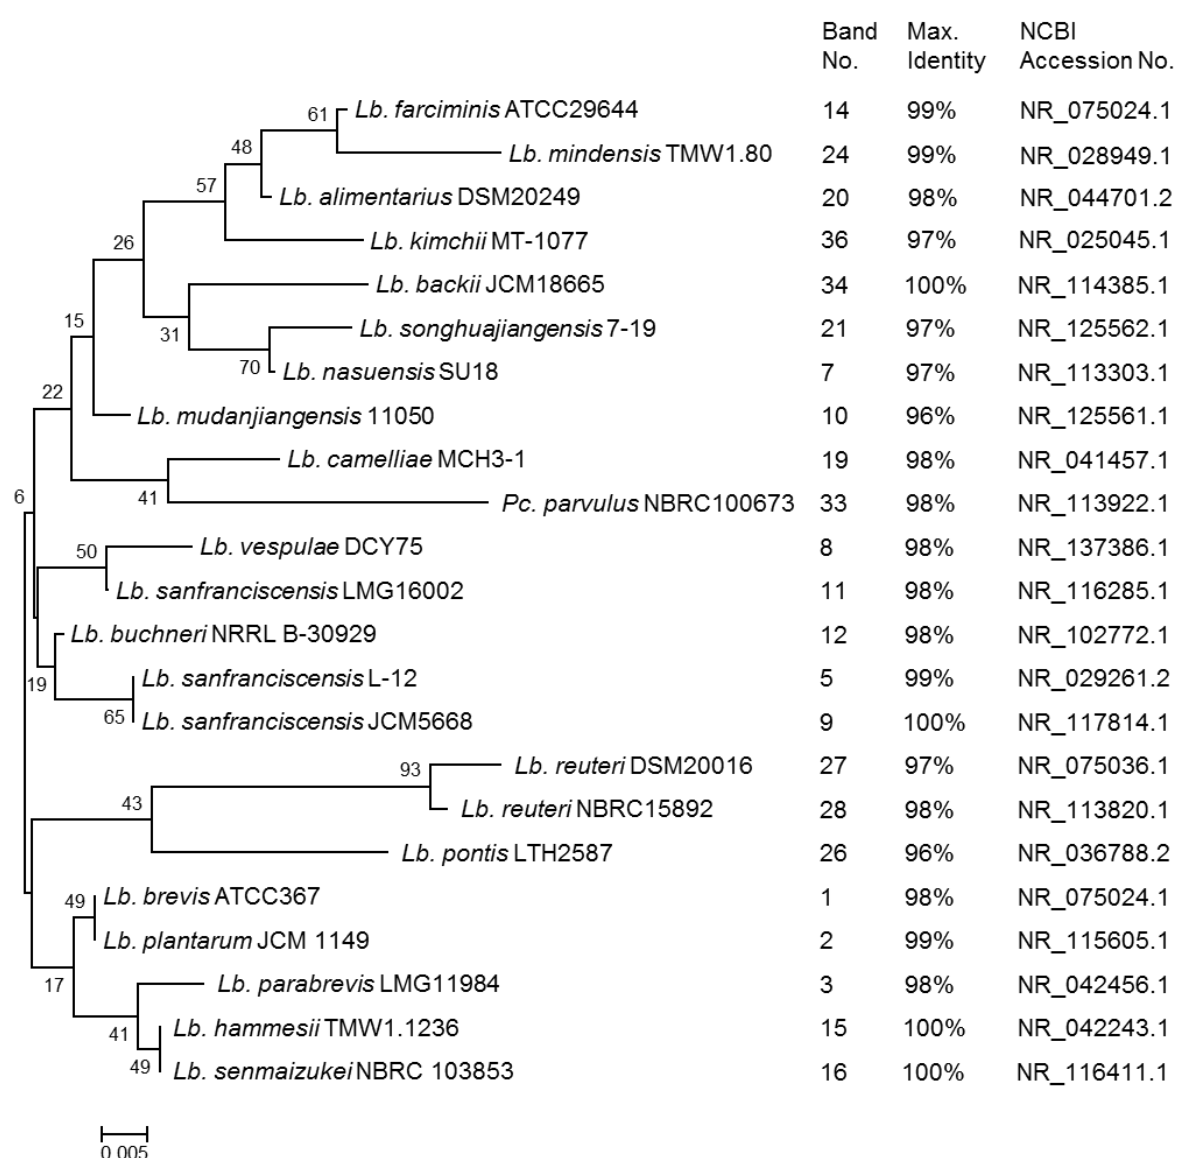 Band Max. NCBI
No. Identity Accession No.
61 Lb. farciminis ATCC29644 14 99% NR_075024.1
48 Lb. mindensis TMW1.80 24 99% NR_028949.1
57 Lb. alimentarius DSM20249 20 98% NR_044701.2
26 Lb. kimchii MT-1077 36 97% NR_025045.1
Lb. backii JCM18665 34 100% NR_114385.1
15 31 Lb. songhuajiangensis 7-19 21 97% NR_125562.1
70 Lb. nasuensis SU18 7 97% NR_113303.1
22 Lb. mudanjiangensis 11050 10 96% NR_125561.1
Lb. camelliae MCH3-1 19 98% NR_041457.1
6 41 Pc. parvulus NBRC100673 33 98% NR_113922.1
50 Lb. vespulae DCY75 8 98% NR_137386.1
Lb. sanfranciscensis LMG16002 11 98% NR_116285.1
Lb. buchneri NRRL B-30929 12 98% NR_102772.1
19 Lb. sanfranciscensis L-12 5 99% NR_029261.2
65 Lb. sanfranciscensis JCM5668 9 100% NR_117814.1
93 Lb. reuteri DSM20016 27 97% NR_075036.1
43 Lb. reuteri NBRC15892 28 98% NR_113820.1
Lb. pontis LTH2587 26 96% NR_036788.2
49 Lb. brevis ATCC367 1 98% NR_075024.1
Lb. plantarum JCM 1149 2 99% NR_115605.1
17 Lb. parabrevis LMG11984 3 98% NR_042456.1
41 Lb. hammesii TMW1.1236 15 100% NR_042243.1
49 Lb. senmaizukei NBRC 103853 16 100% NR_116411.1
0.005